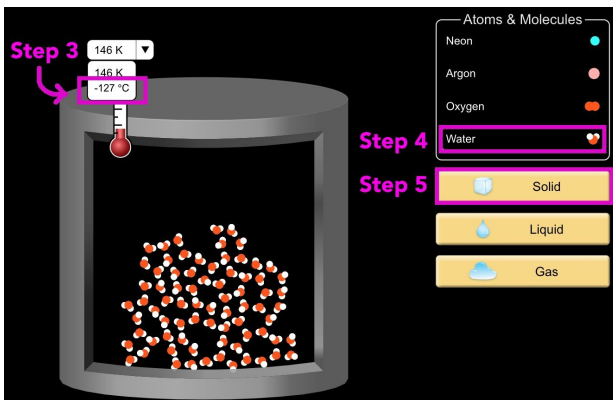 Atoms & Molecules
Neon
Argon
Oxygen
Water
Step 3
146 K
146 K
-127 °C
Step 4
Step 5
Solid
Liquid
Gas